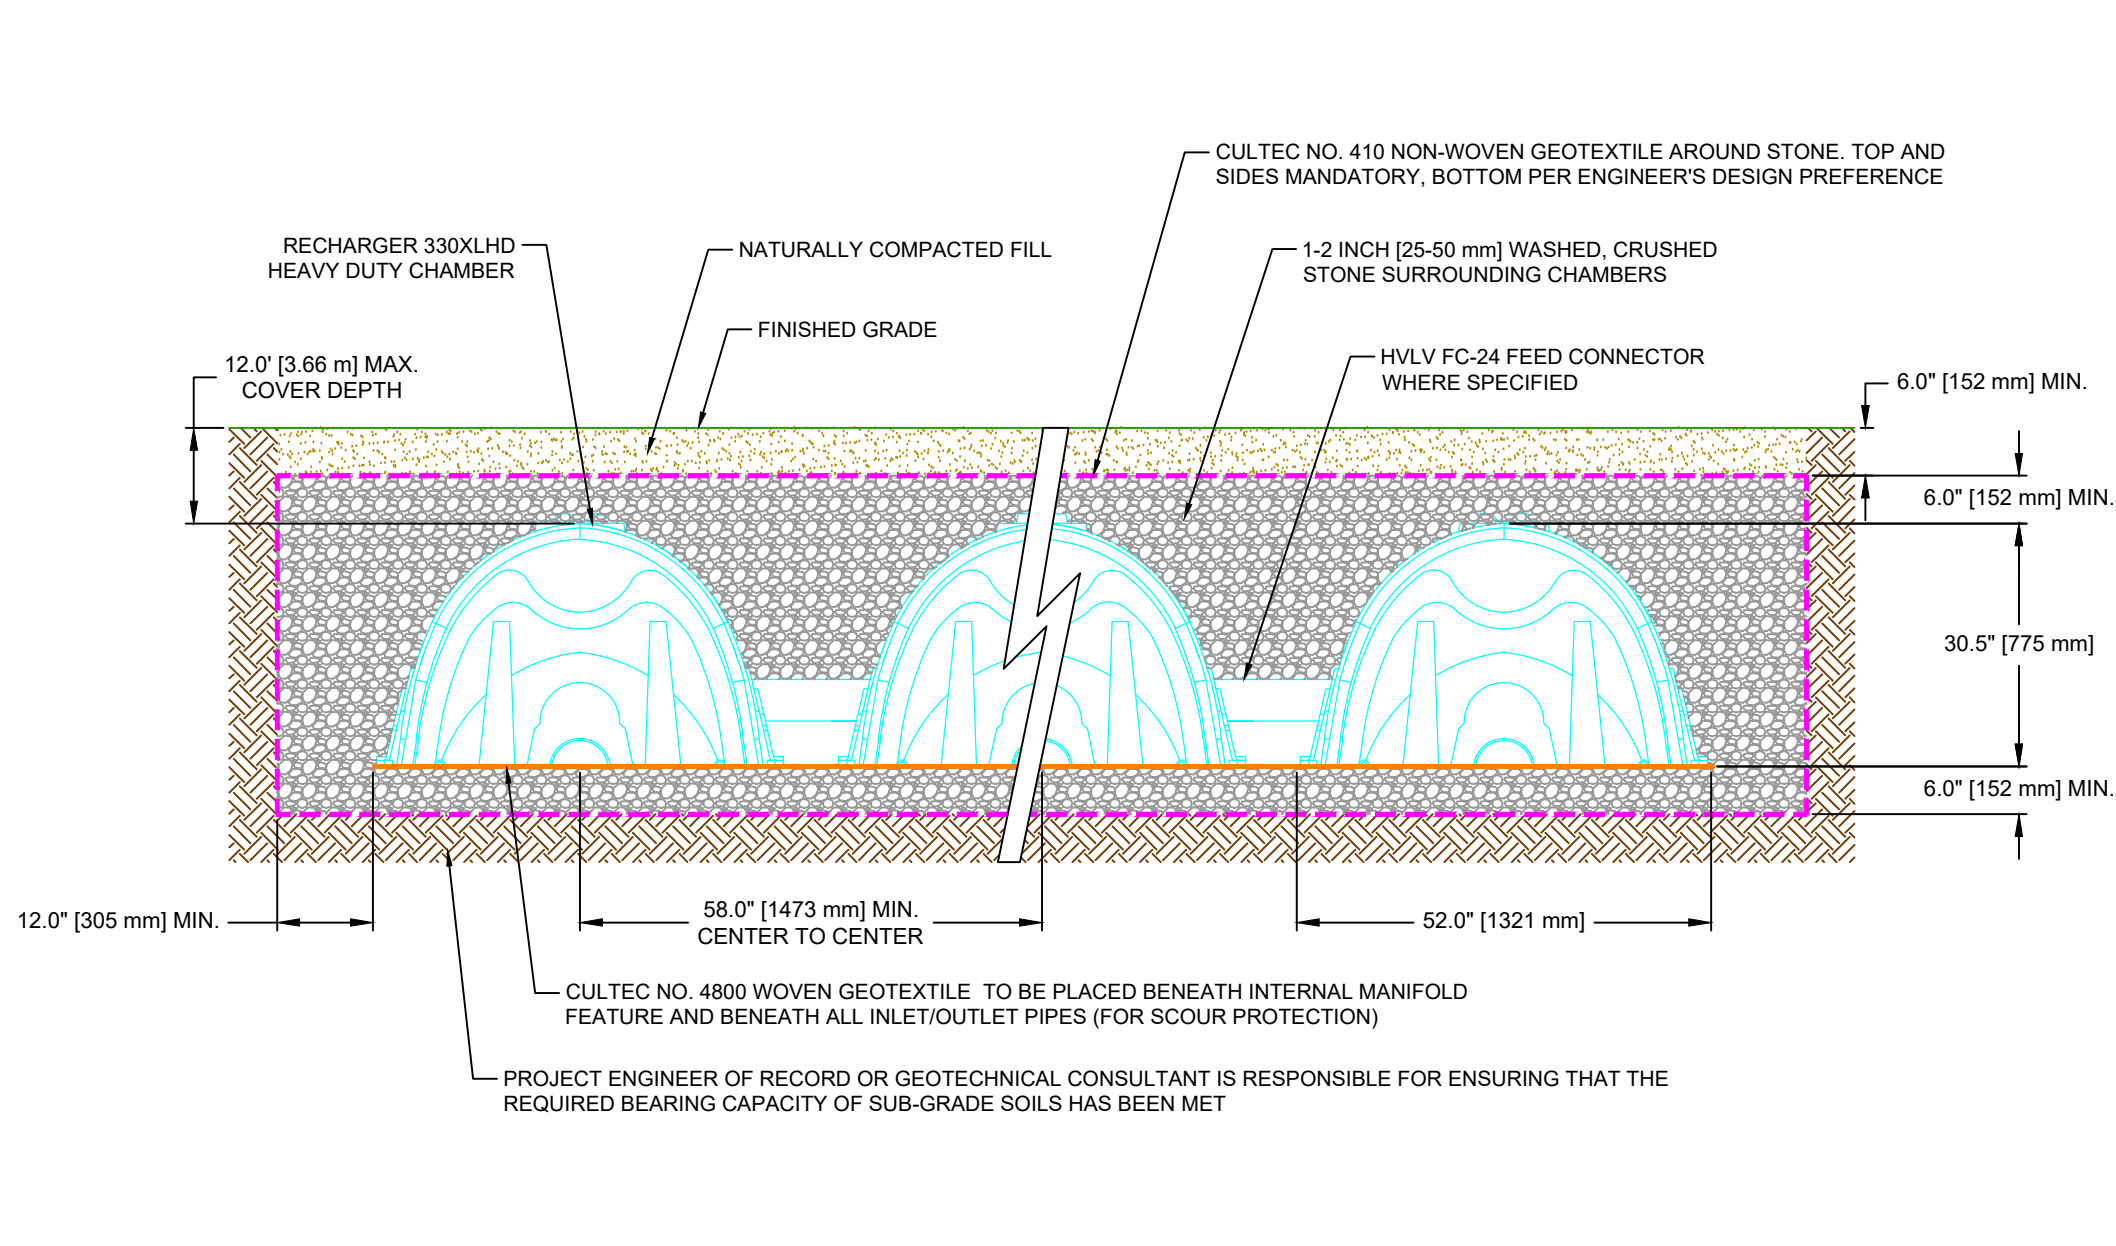 CULTEC NO. 410 NON-WOVEN GEOTEXTILE AROUND STONE. TOP AND
SIDES MANDATORY, BOTTOM PER ENGINEER'S DESIGN PREFERENCE
RECHARGER 330XLHD
HEAVY DUTY CHAMBER
NATURALLY COMPACTED FILL
1-2 INCH [25-50 mm] WASHED, CRUSHED
STONE SURROUNDING CHAMBERS
FINISHED GRADE
12.0' [3.66 m] MAX.
COVER DEPTH
HVLV FC-24 FEED CONNECTOR
WHERE SPECIFIED
6.0" [152 mm] MIN.
6.0" [152 mm] MIN.
30.5" [775 mm]
6.0" [152 mm] MIN.
12.0" [305 mm] MIN.
58.0" [1473 mm] MIN.
CENTER TO CENTER
52.0" [1321 mm]
CULTEC NO. 4800 WOVEN GEOTEXTILE  TO BE PLACED BENEATH INTERNAL MANIFOLD
FEATURE AND BENEATH ALL INLET/OUTLET PIPES (FOR SCOUR PROTECTION)
PROJECT ENGINEER OF RECORD OR GEOTECHNICAL CONSULTANT IS RESPONSIBLE FOR ENSURING THAT THE
REQUIRED BEARING CAPACITY OF SUB-GRADE SOILS HAS BEEN MET